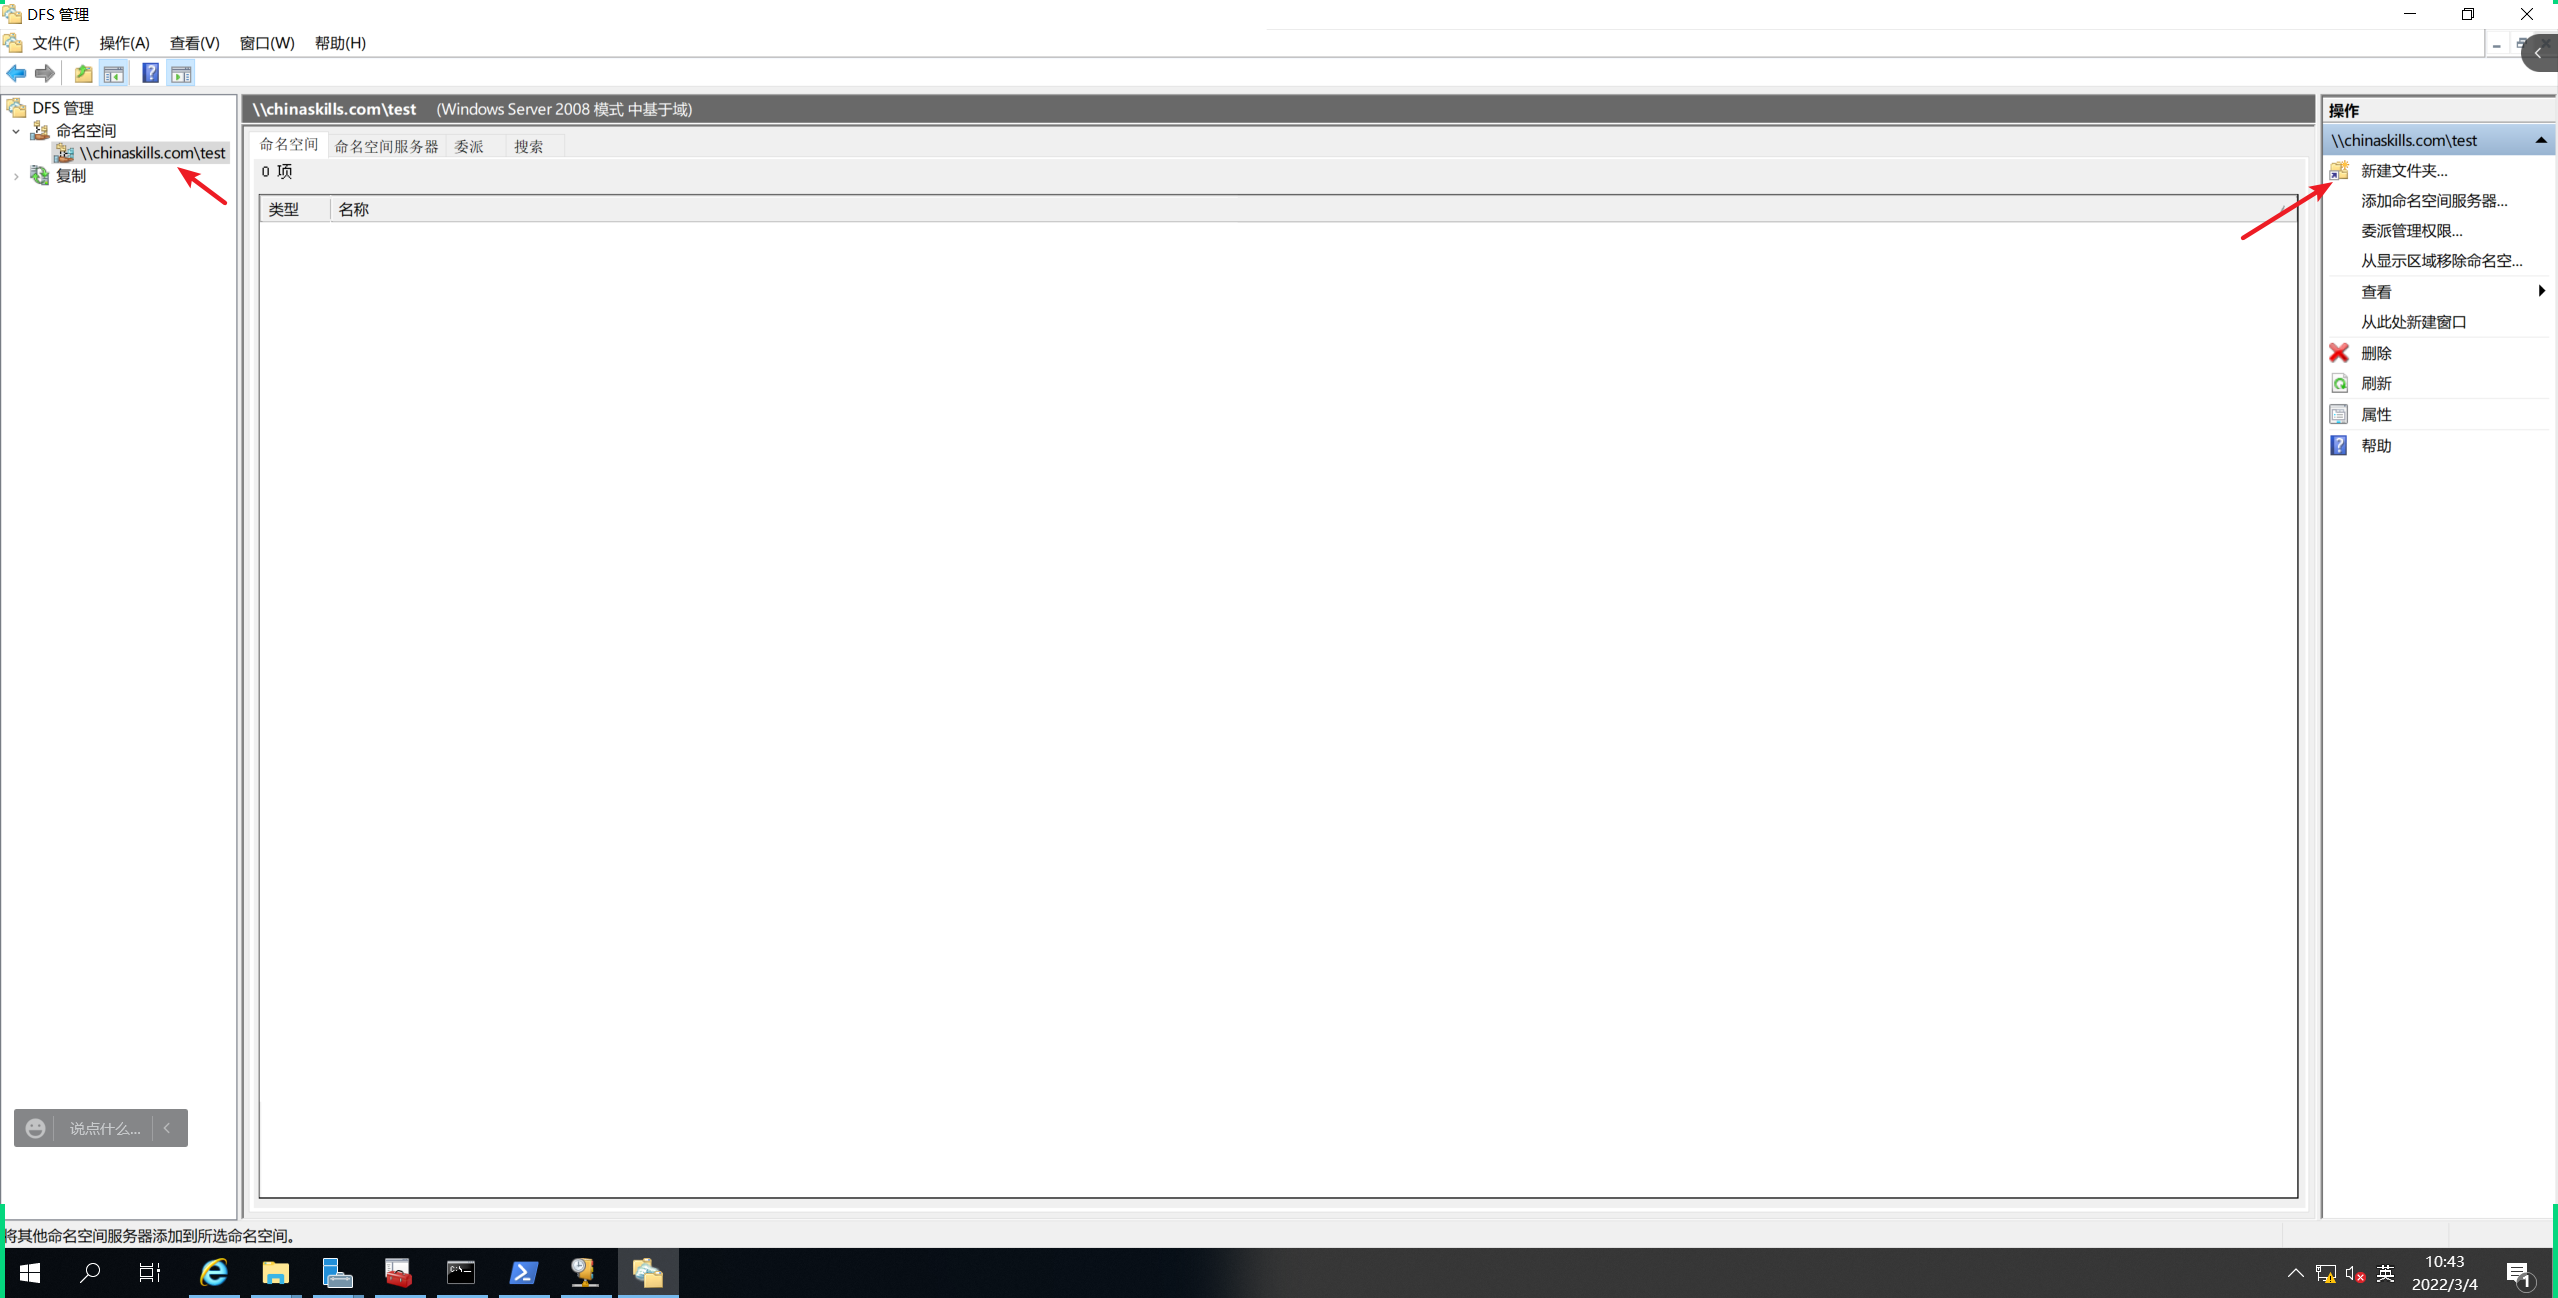 DFS 管理
文件(F) 操作(A) 查看(V) 窗口(W) 帮助(H)
DFS 管理
命名空间
\\chinaskills.com\test
复制
\\chinaskills.com\test (Windows Server 2008 模式 中基于域)
命名空间 命名空间服务器 委派 搜索
0 项
类型 名称
操作
\\chinaskills.com\test
新建文件夹...
添加命名空间服务器...
委派管理权限...
从显示区域移除命名空...
查看
从此处新建窗口
删除
刷新
属性
帮助
说点什么...
将其他命名空间服务器添加到所选命名空间。
英
10:43
2022/3/4
1